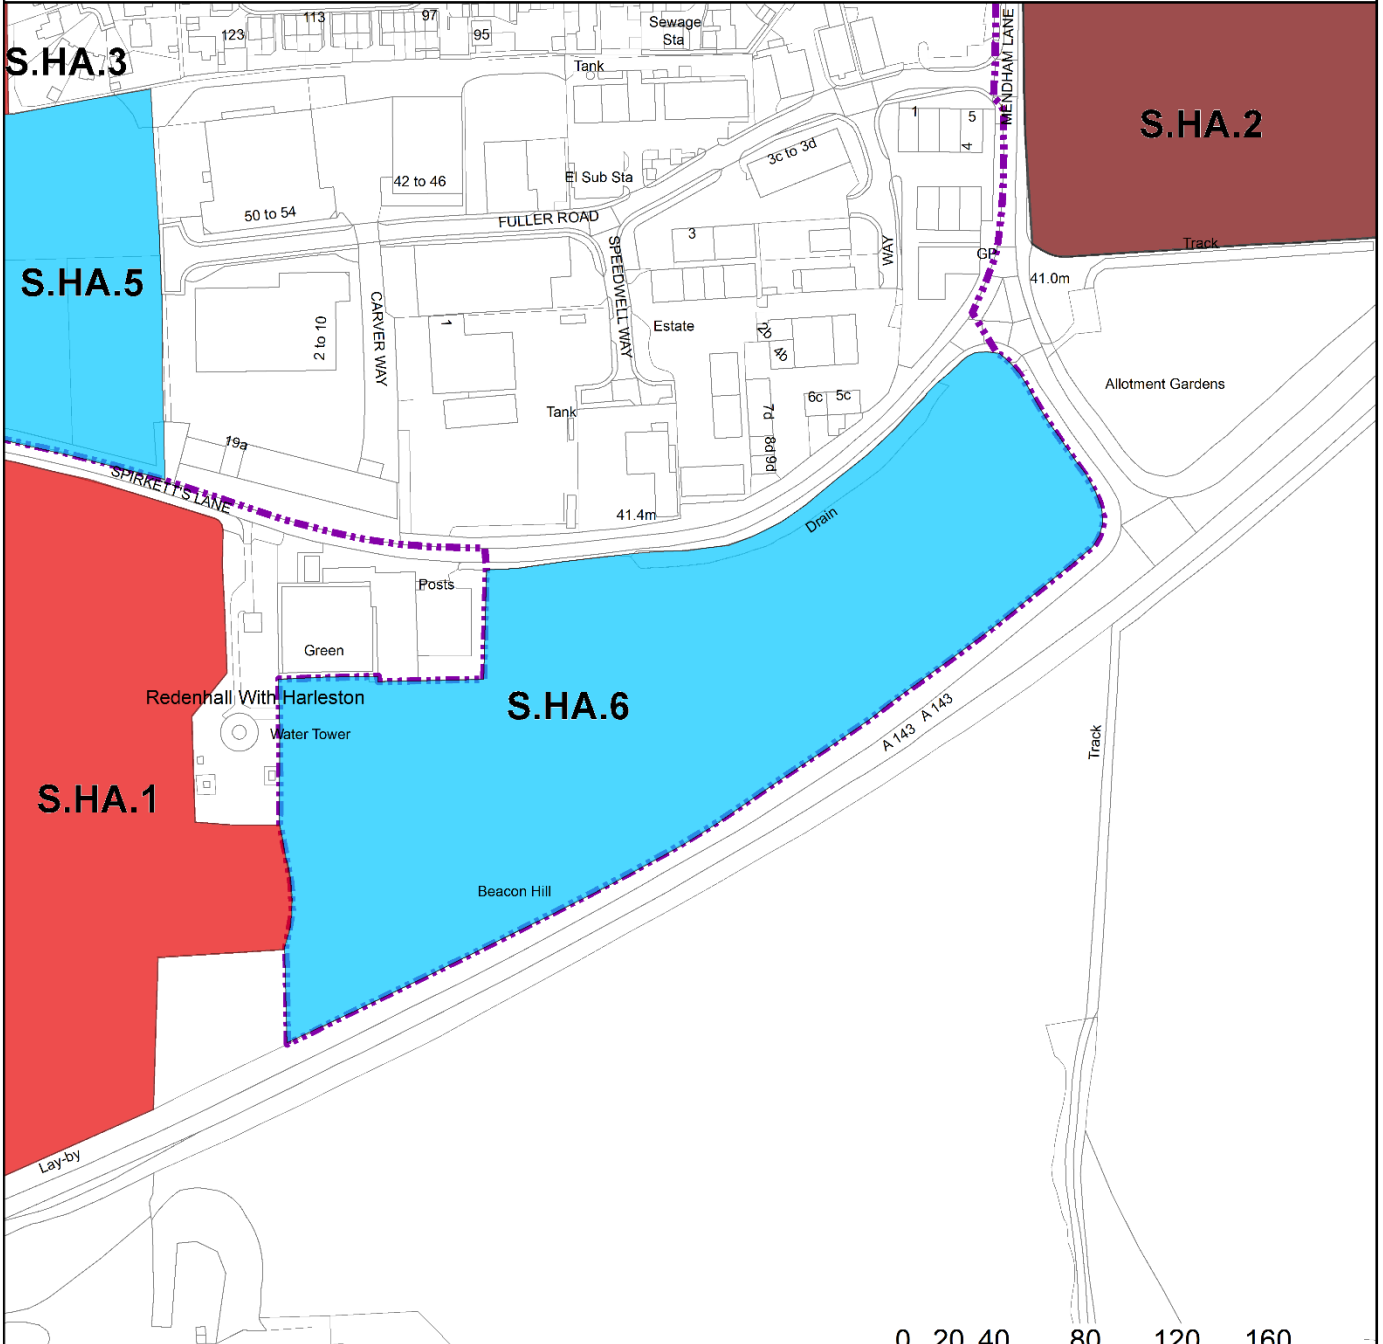 113
97
123
95
Sewage
Sta
S.HA.3
Tank
MENDHAM LANE
1
5
4
S.HA.2
3c to 3d
42 to 46
El Sub Sta
50 to 54
FULLER ROAD
3
WAY
GP
Track
41.0m
S.HA.5
SPEEDWELL WAY
CARVER WAY
2 to 10
1
Estate
2b
4b
Allotment Gardens
6c
5c
Tank
7d
8d
9d
19a
SPIRKETT'S LANE
41.4m
Drain
Posts
Green
Redenhall With Harleston
S.HA.6
Water Tower
A 143
A 143
Track
S.HA.1
Beacon Hill
Lay-by
0 20 40 80 120 160